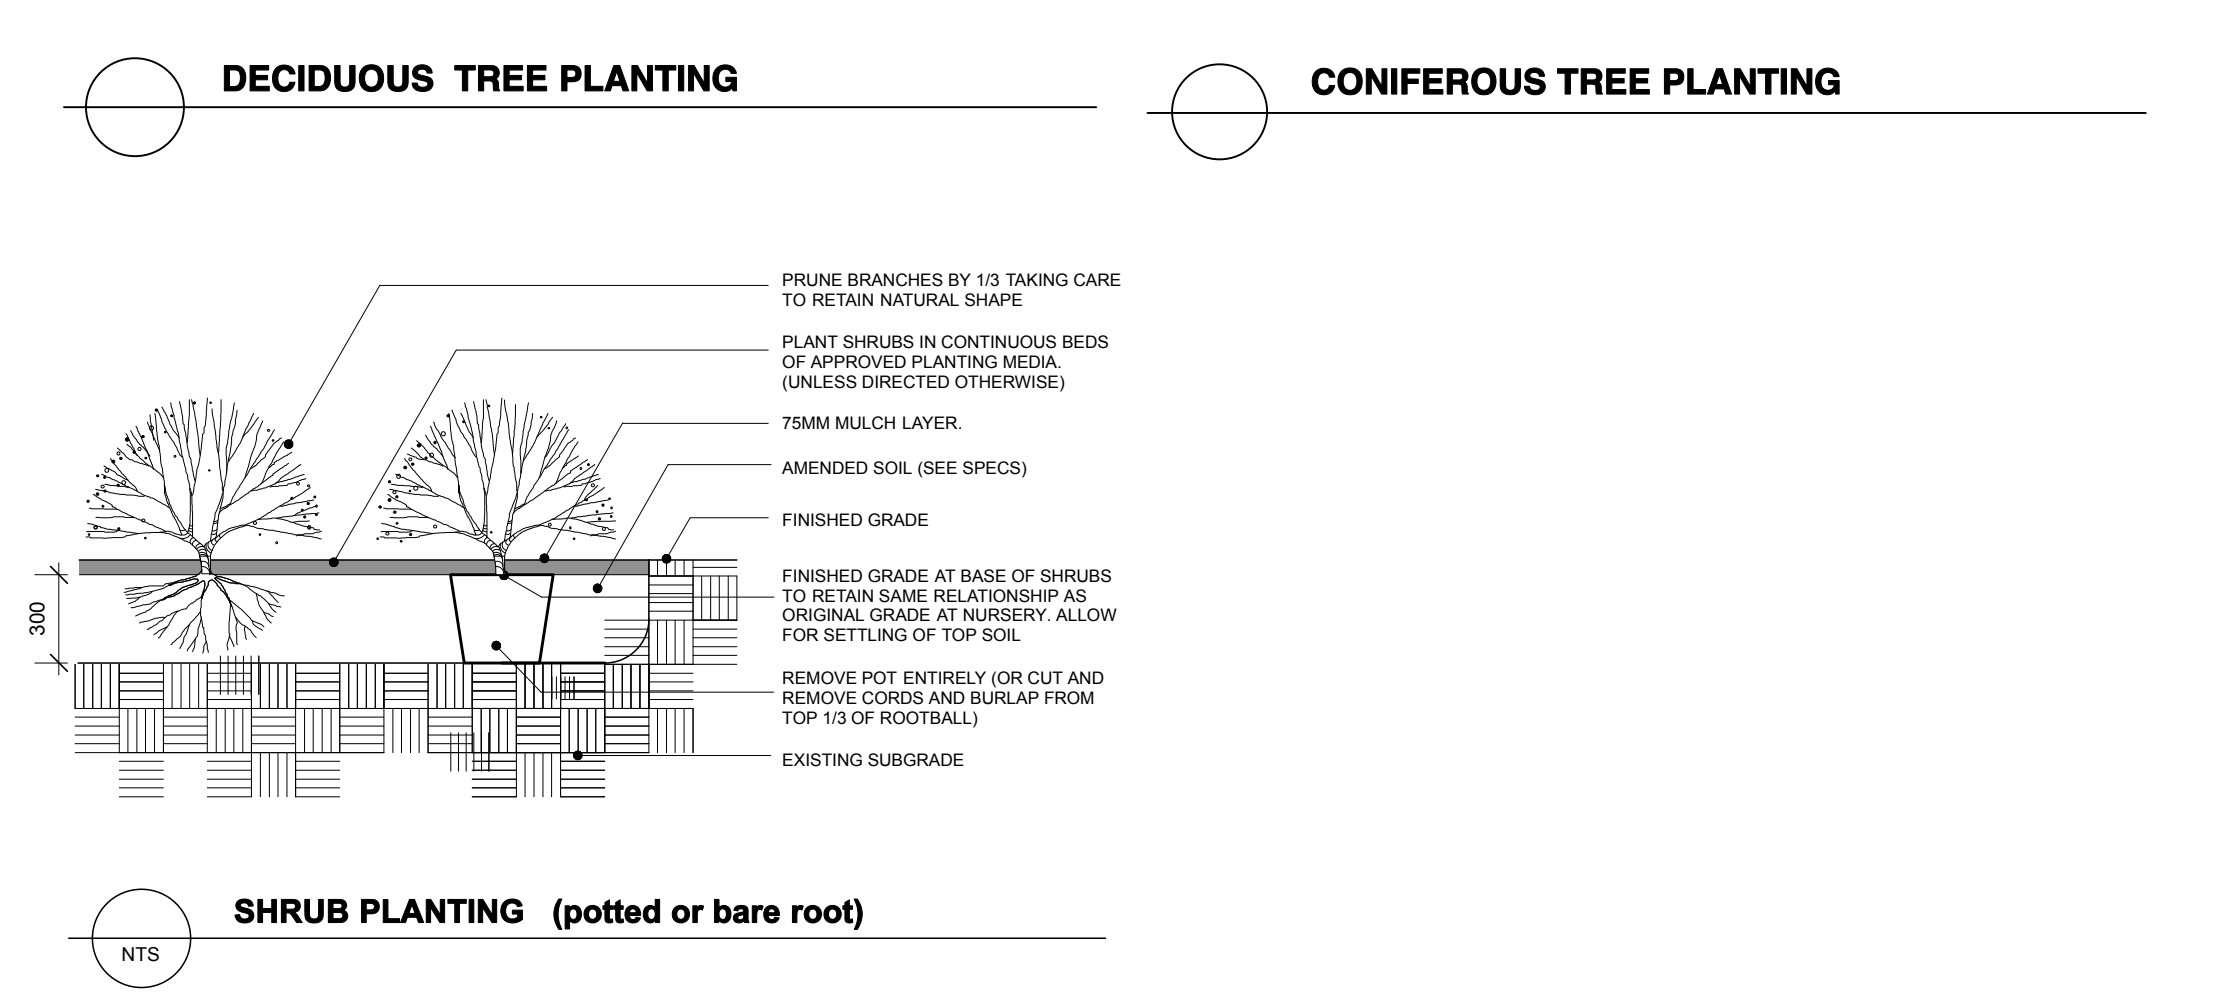 DECIDUOUS TREE PLANTING
CONIFEROUS TREE PLANTING
PRUNE BRANCHES BY 1/3 TAKING CARE
TO RETAIN NATURAL SHAPE
PLANT SHRUBS IN CONTINUOUS BEDS
OF APPROVED PLANTING MEDIA.
(UNLESS DIRECTED OTHERWISE)
75MM MULCH LAYER.
AMENDED SOIL (SEE SPECS)
FINISHED GRADE
FINISHED GRADE AT BASE OF SHRUBS
TO RETAIN SAME RELATIONSHIP AS
ORIGINAL GRADE AT NURSERY. ALLOW
FOR SETTLING OF TOP SOIL
300
REMOVE POT ENTIRELY (OR CUT AND
REMOVE CORDS AND BURLAP FROM
TOP 1/3 OF ROOTBALL)
EXISTING SUBGRADE
SHRUB PLANTING (potted or bare root)
NTS